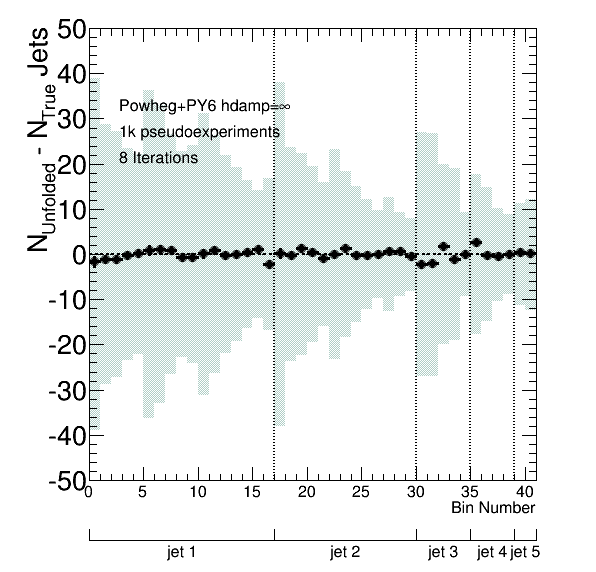 N_Unfolded - N_True Jets
50
40
30
20
10
0
-10
-20
-30
-40
-50
Powheg+PY6 hdamp=∞
1k pseudoexperiments
8 Iterations
0 5 10 15 20 25 30 35 40
Bin Number
jet 1 jet 2 jet 3 jet 4 jet 5